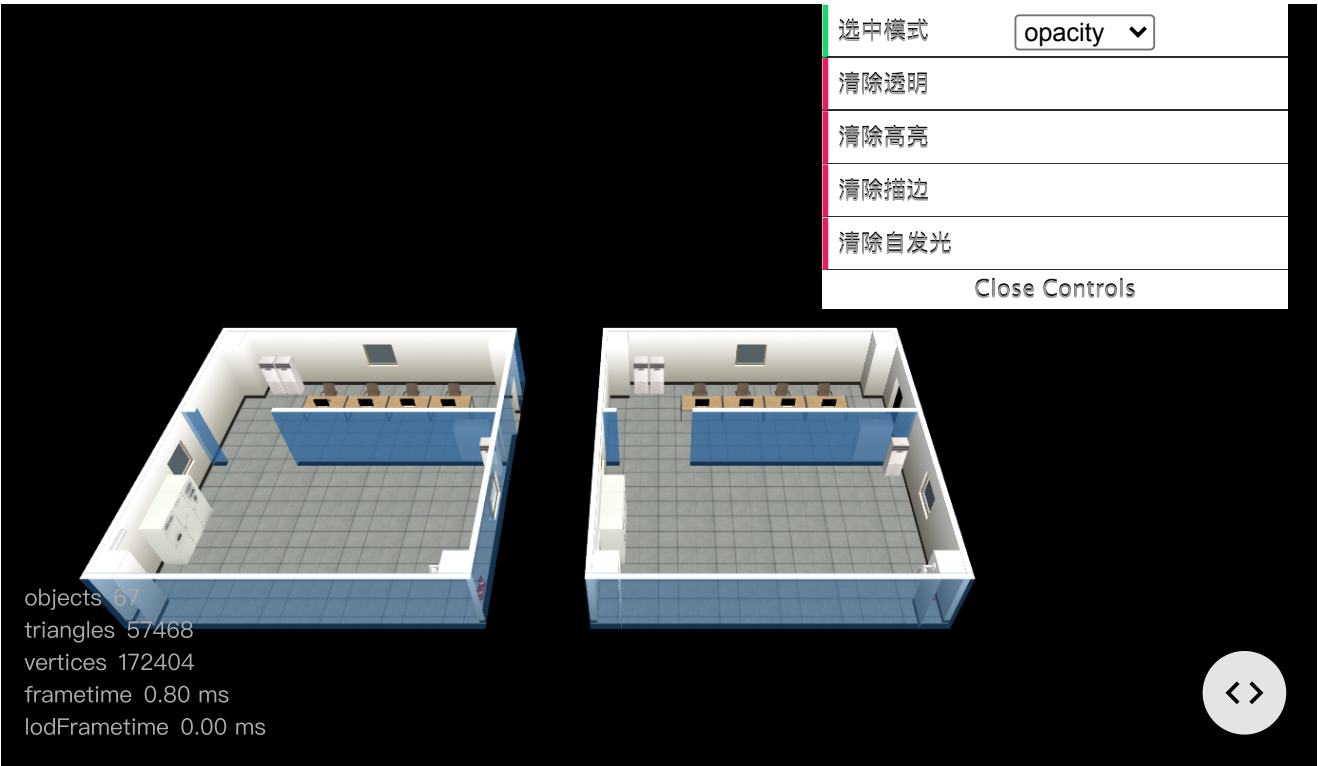 选中模式 opacity
清除透明
清除高亮
清除描边
清除自发光
Close Controls
objects 67
triangles 57468
vertices 172404
frametime 0.80 ms
lodFrametime 0.00 ms